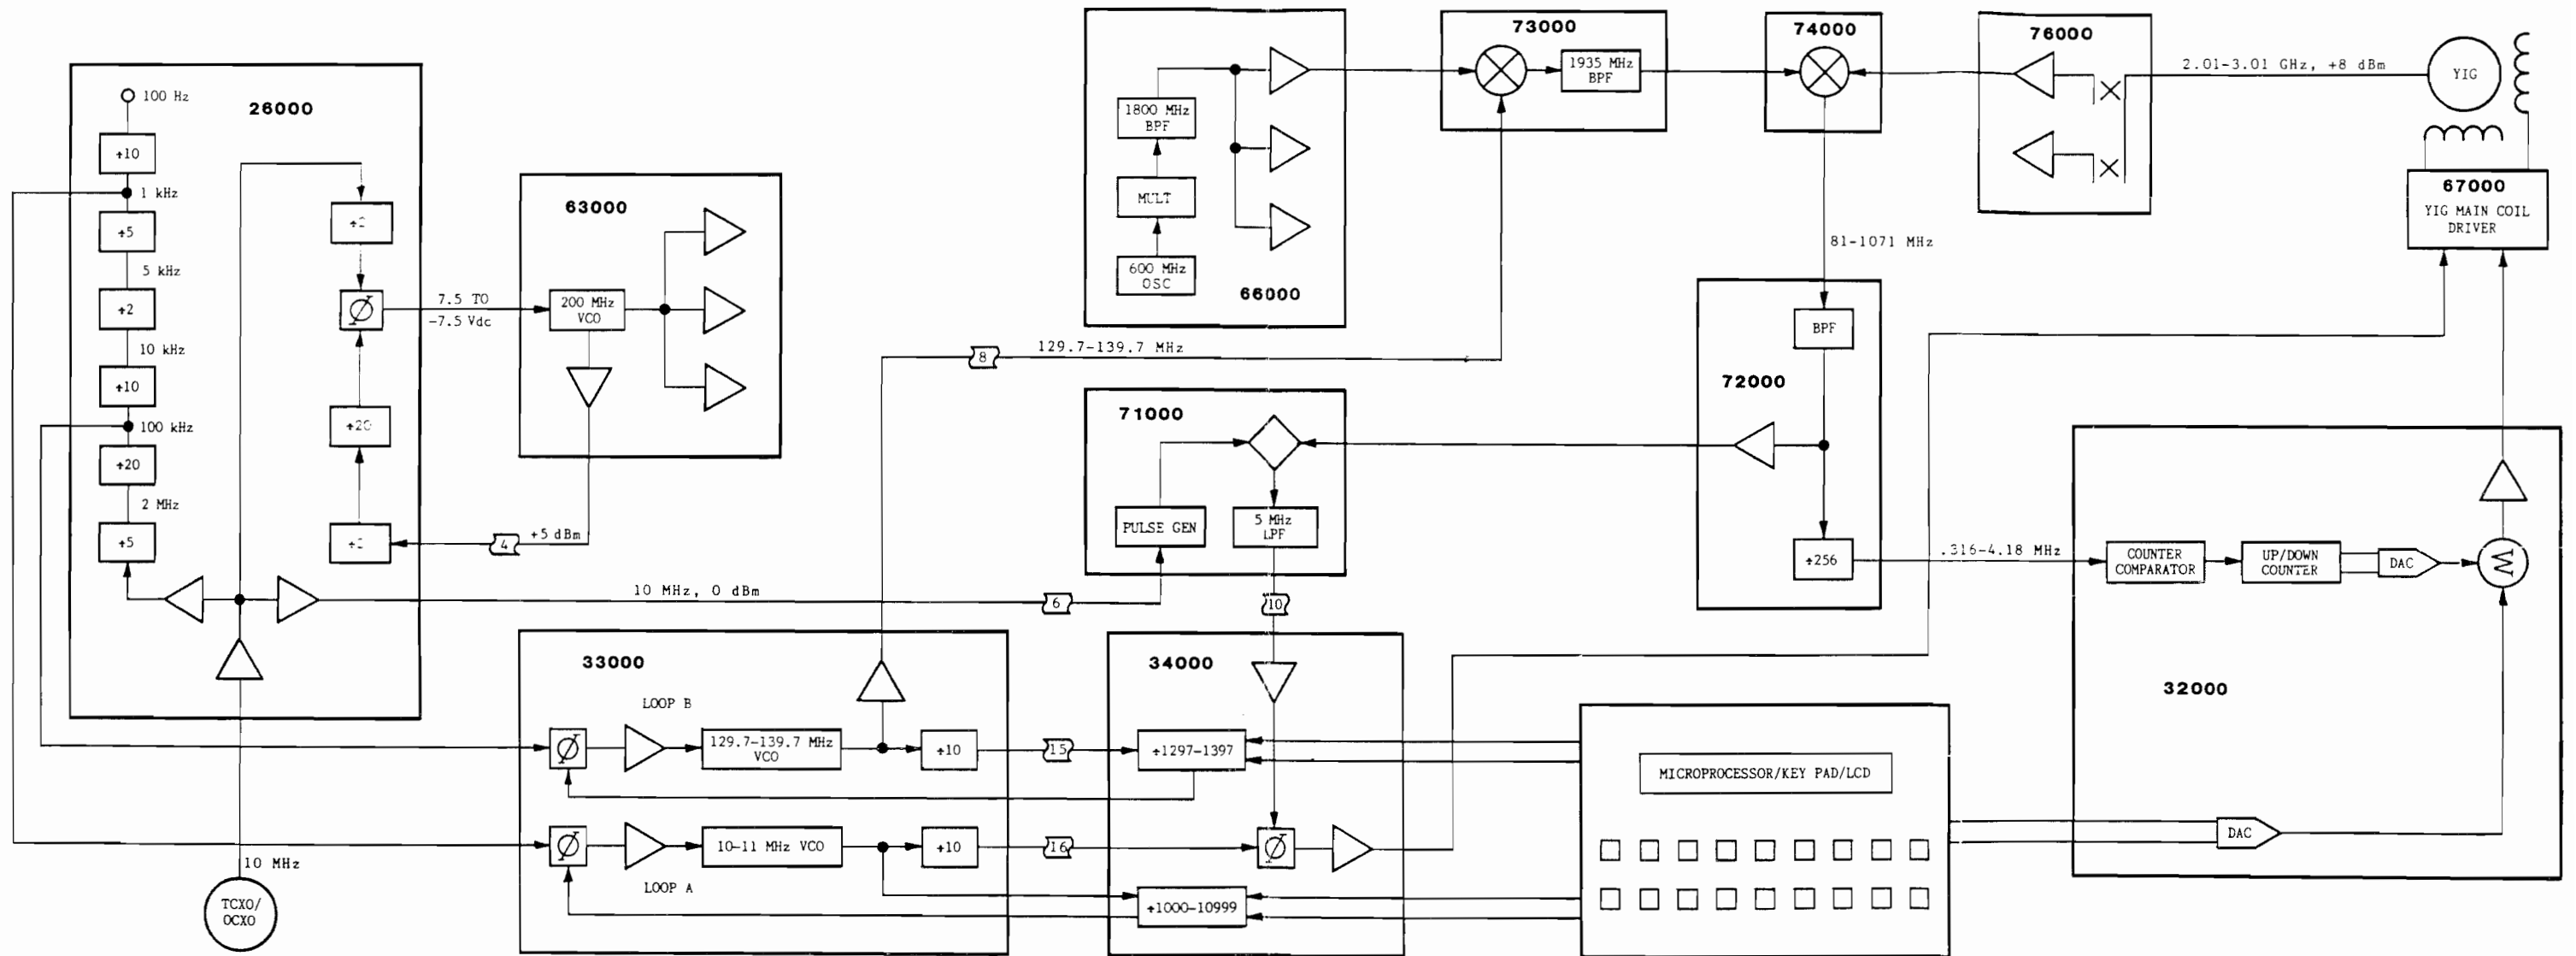 26000
100 Hz
÷10
1 kHz
÷5
5 kHz
÷2
10 kHz
÷10
100 kHz
÷20
2 MHz
÷5
÷2
Ø
÷20
10 MHz
TCXO/
OCXO
7.5 TO
-7.5 Vdc
63000
200 MHz
VCO
4
+5 dBm
10 MHz, 0 dBm
6
66000
1800 MHz
BPF
MULT
600 MHz
OSC
73000
1935 MHz
BPF
74000
76000
2.01-3.01 GHz, +8 dBm
YIG
67000
YIG MAIN COIL
DRIVER
81-1071 MHz
8
129.7-139.7 MHz
71000
PULSE GEN
5 MHz
LPF
10
72000
BPF
÷256
.316-4.18 MHz
COUNTER
COMPARATOR
UP/DOWN
COUNTER
DAC
32000
DAC
33000
LOOP B
Ø
129.7-139.7 MHz
VCO
÷10
15
Ø
10-11 MHz VCO
÷10
16
LOOP A
34000
÷1297-1397
Ø
÷1000-10999
MICROPROCESSOR/KEY PAD/LCD